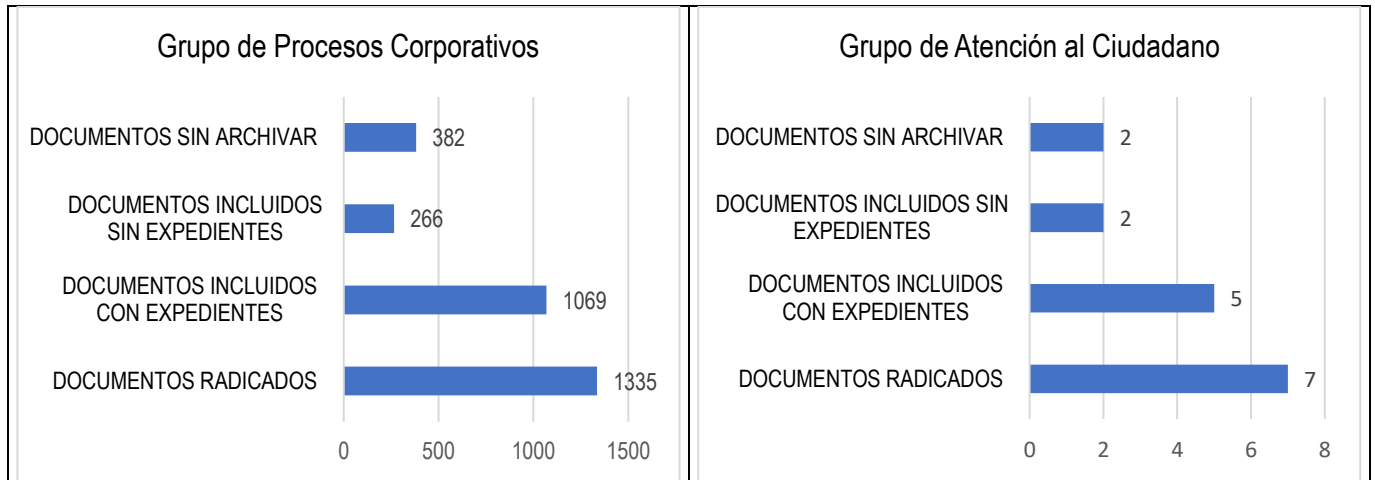 Grupo de Procesos Corporativos
DOCUMENTOS SIN ARCHIVAR
382
DOCUMENTOS INCLUIDOS
SIN EXPEDIENTES
266
DOCUMENTOS INCLUIDOS
CON EXPEDIENTES
1069
DOCUMENTOS RADICADOS
1335
0 500 1000 1500
Grupo de Atención al Ciudadano
DOCUMENTOS SIN ARCHIVAR
2
DOCUMENTOS INCLUIDOS SIN
EXPEDIENTES
2
DOCUMENTOS INCLUIDOS
CON EXPEDIENTES
5
DOCUMENTOS RADICADOS
7
0 2 4 6 8